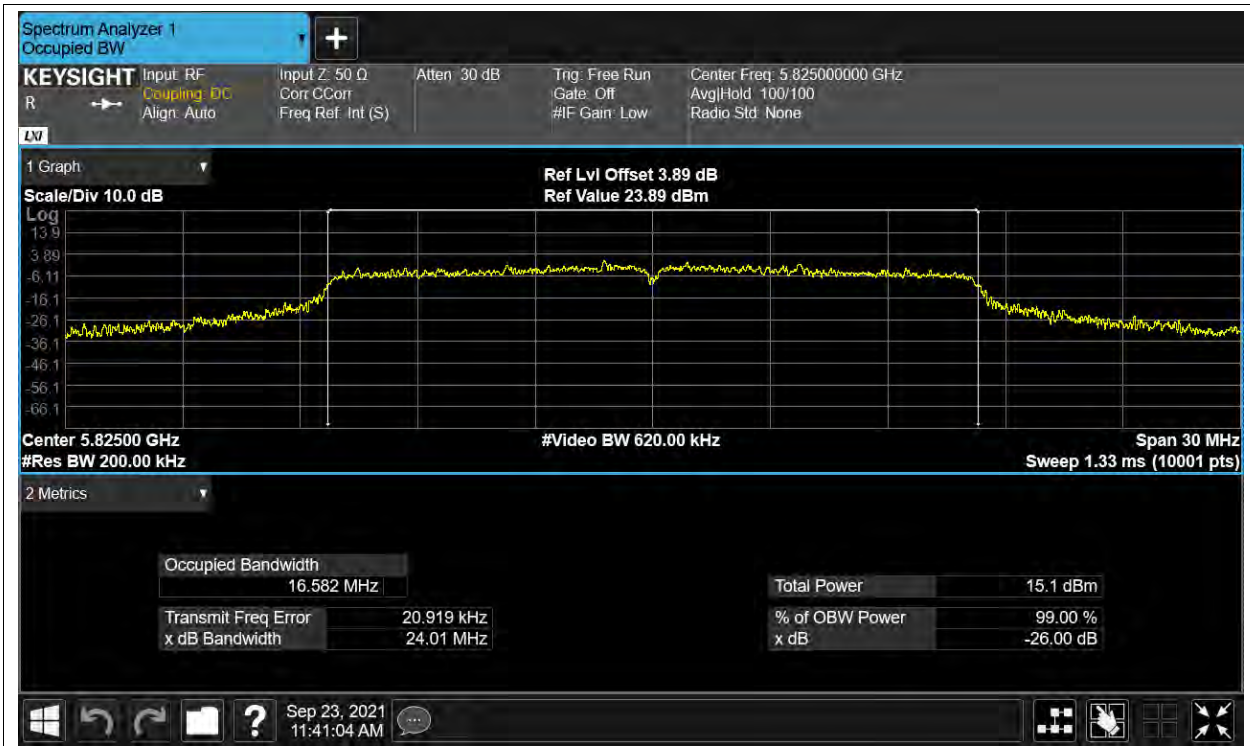 Spectrum Analyzer 1
Occupied BW
KEYSIGHT Input: RF Input Z: 50 Ω Atten: 30 dB Trig: Free Run Center Freq: 5.825000000 GHz
R Coupling: DC Corr CCorr Gate: Off Avg|Hold: 100/100
Align: Auto Freq Ref: Int (S) #IF Gain: Low Radio Std: None
LXI
1 Graph
Ref Lvl Offset 3.89 dB
Scale/Div 10.0 dB Ref Value 23.89 dBm
Log
13.9
3.89
-6.11
-16.1
-26.1
-36.1
-46.1
-56.1
-66.1
Center 5.82500 GHz #Video BW 620.00 kHz Span 30 MHz
#Res BW 200.00 kHz Sweep 1.33 ms (10001 pts)
2 Metrics
Occupied Bandwidth
16.582 MHz Total Power 15.1 dBm
Transmit Freq Error 20.919 kHz % of OBW Power 99.00 %
x dB Bandwidth 24.01 MHz x dB -26.00 dB
? Sep 23, 2021
11:41:04 AM